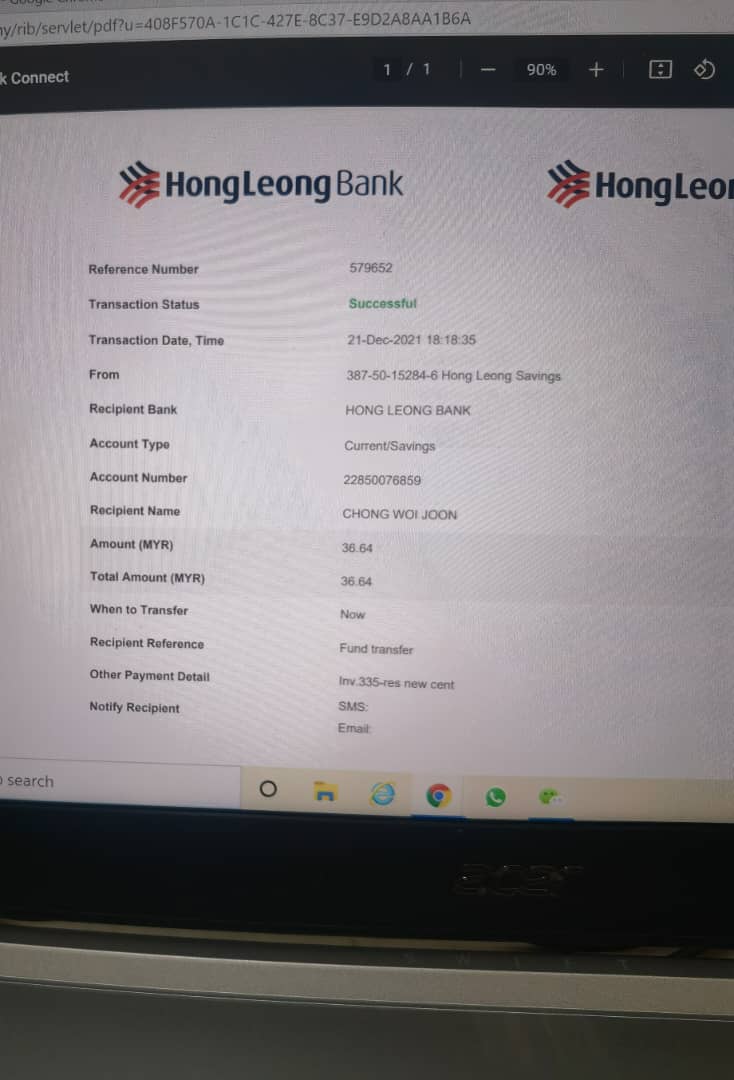 y/rib/servlet/pdf?u=408F570A-1C1C-427E-8C37-E9D2A8AA1B6A
k Connect
1 / 1
90%
HongLeong Bank
HongLeo
Reference Number 579652
Transaction Status Successful
Transaction Date, Time 21-Dec-2021 18:18:35
From 387-50-15284-6 Hong Leong Savings
Recipient Bank HONG LEONG BANK
Account Type Current/Savings
Account Number 22850076859
Recipient Name CHONG WOI JOON
Amount (MYR) 36.64
Total Amount (MYR) 36.64
When to Transfer Now
Recipient Reference Fund transfer
Other Payment Detail Inv.335-res new cent
Notify Recipient SMS:
Email:
search
acer